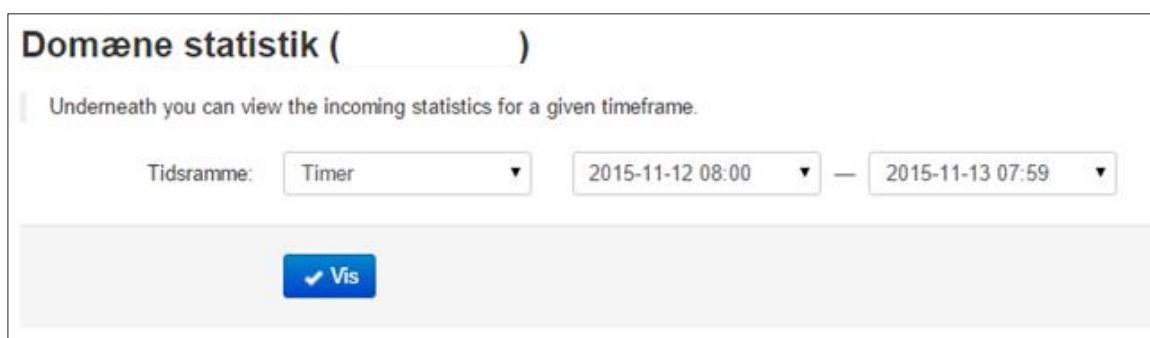 Domæne statistik ( )
Underneath you can view the incoming statistics for a given timeframe.
Tidsramme: Timer 2015-11-12 08:00 — 2015-11-13 07:59
Vis